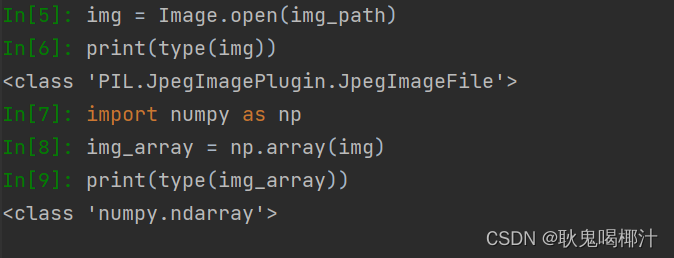 In[5]: img = Image.open(img_path)
In[6]: print(type(img))
<class 'PIL.JpegImagePlugin.JpegImageFile'>
In[7]: import numpy as np
In[8]: img_array = np.array(img)
In[9]: print(type(img_array))
<class 'numpy.ndarray'>
CSDN @耿鬼喝椰汁